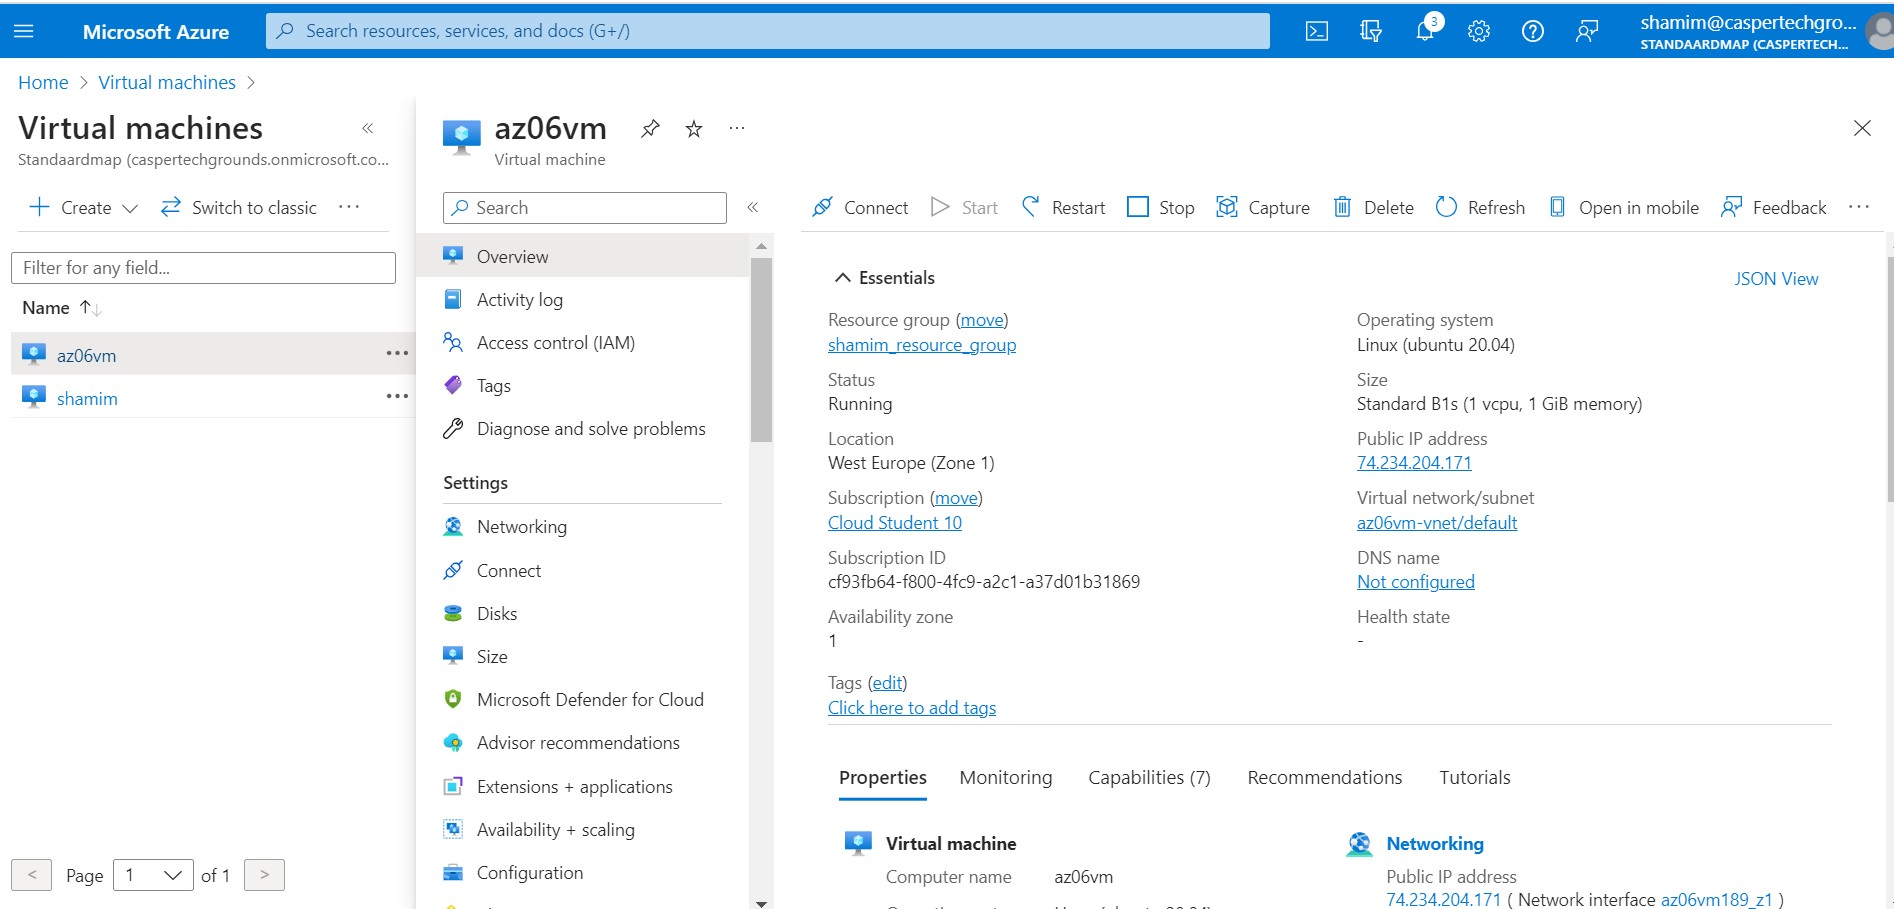 Microsoft Azure
Search resources, services, and docs (G+/)
3
shamim@caspertechgro...
STANDAARDMAP (CASPERTECH...
Home > Virtual machines >
Virtual machines
Standaardmap (caspertechgrounds.onmicrosoft.co...
Create
Switch to classic
Filter for any field...
Name
az06vm
shamim
< Page 1 of 1 >
az06vm
Virtual machine
Search
Overview
Activity log
Access control (IAM)
Tags
Diagnose and solve problems
Settings
Networking
Connect
Disks
Size
Microsoft Defender for Cloud
Advisor recommendations
Extensions + applications
Availability + scaling
Configuration
Connect Start Restart Stop Capture Delete Refresh Open in mobile Feedback
Essentials
JSON View
Resource group (move)
shamim_resource_group
Status
Running
Location
West Europe (Zone 1)
Subscription (move)
Cloud Student 10
Subscription ID
cf93fb64-f800-4fc9-a2c1-a37d01b31869
Availability zone
1
Operating system
Linux (ubuntu 20.04)
Size
Standard B1s (1 vcpu, 1 GiB memory)
Public IP address
74.234.204.171
Virtual network/subnet
az06vm-vnet/default
DNS name
Not configured
Health state
-
Tags (edit)
Click here to add tags
Properties Monitoring Capabilities (7) Recommendations Tutorials
Virtual machine
Computer name az06vm
Networking
Public IP address
74.234.204.171 ( Network interface az06vm189_z1 )